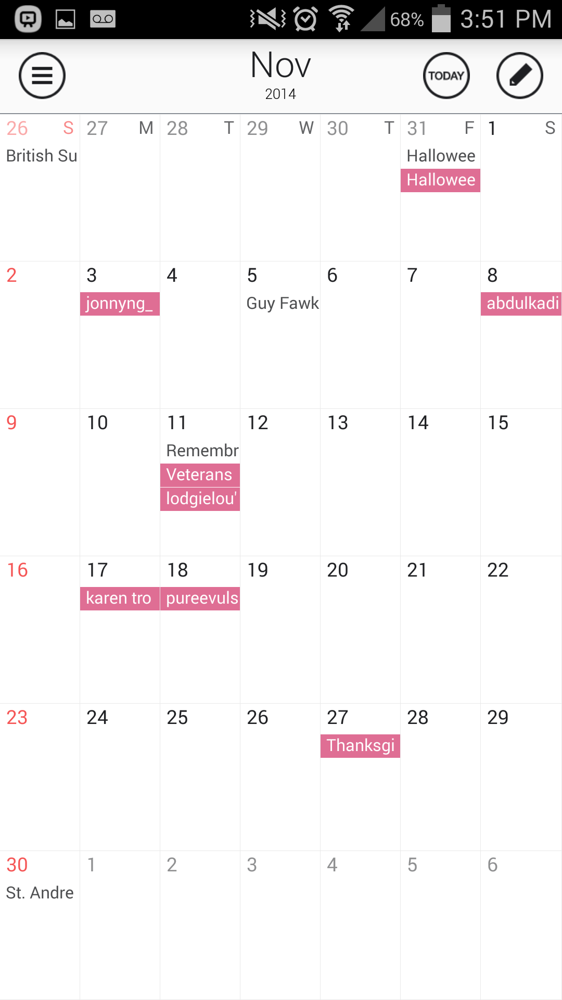 68% 3:51 PM
Nov
2014
TODAY
26 S 27 M 28 T 29 W 30 T 31 F 1 S
British Su Hallowee
Hallowee
2 3 4 5 6 7 8
jonnyng_ Guy Fawk abdulkadi
9 10 11 12 13 14 15
Remembr
Veterans
lodgielou'
16 17 18 19 20 21 22
karen tro pureevuls
23 24 25 26 27 28 29
Thanksgi
30 1 2 3 4 5 6
St. Andre